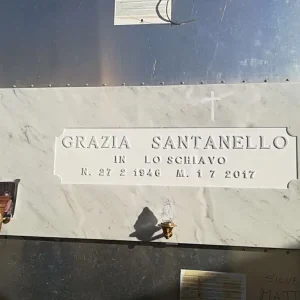 GRAZIA SANTANELLO
IN LO SCHIAVO
N. 27 2 1946 M. 1 7 2017